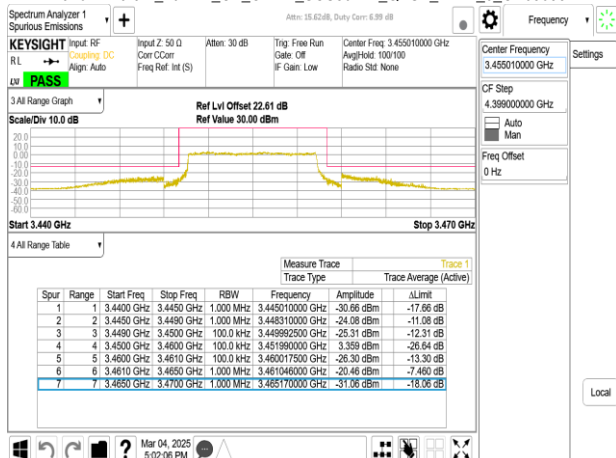 Attn: 15.62dB, Duty Corr: 6.99 dB
Spectrum Analyzer 1
Spurious Emissions
+
Frequency
KEYSIGHT
RL
LXI
PASS
Input: RF
Coupling: DC
Align: Auto
Input Z: 50 Ω
Corr CCorr
Freq Ref: Int (S)
Atten: 30 dB
Trig: Free Run
Gate: Off
IF Gain: Low
Center Freq: 3.455010000 GHz
Avg|Hold: 100/100
Radio Std: None
Center Frequency
3.455010000 GHz
Settings
CF Step
4.399000000 GHz
Auto
Man
Freq Offset
0 Hz
3 All Range Graph
Scale/Div 10.0 dB
Ref Lvl Offset 22.61 dB
Ref Value 30.00 dBm
20.0
10.0
0.00
-10.0
-20.0
-30.0
-40.0
-50.0
-60.0
Start 3.440 GHz
Stop 3.470 GHz
4 All Range Table
Measure Trace Trace 1
Trace Type Trace Average (Active)
Spur Range Start Freq Stop Freq RBW Frequency Amplitude ΔLimit
1 1 3.4400 GHz 3.4450 GHz 1.000 MHz 3.445010000 GHz -30.66 dBm -17.66 dB
2 2 3.4450 GHz 3.4490 GHz 1.000 MHz 3.448310000 GHz -24.08 dBm -11.08 dB
3 3 3.4490 GHz 3.4500 GHz 100.0 kHz 3.449992500 GHz -25.31 dBm -12.31 dB
4 4 3.4500 GHz 3.4600 GHz 100.0 kHz 3.451990000 GHz 3.359 dBm -26.64 dB
5 5 3.4600 GHz 3.4610 GHz 100.0 kHz 3.460017500 GHz -26.30 dBm -13.30 dB
6 6 3.4610 GHz 3.4650 GHz 1.000 MHz 3.461046000 GHz -20.46 dBm -7.460 dB
7 7 3.4650 GHz 3.4700 GHz 1.000 MHz 3.465170000 GHz -31.06 dBm -18.06 dB
Local
?
Mar 04, 2025
5:02:06 PM